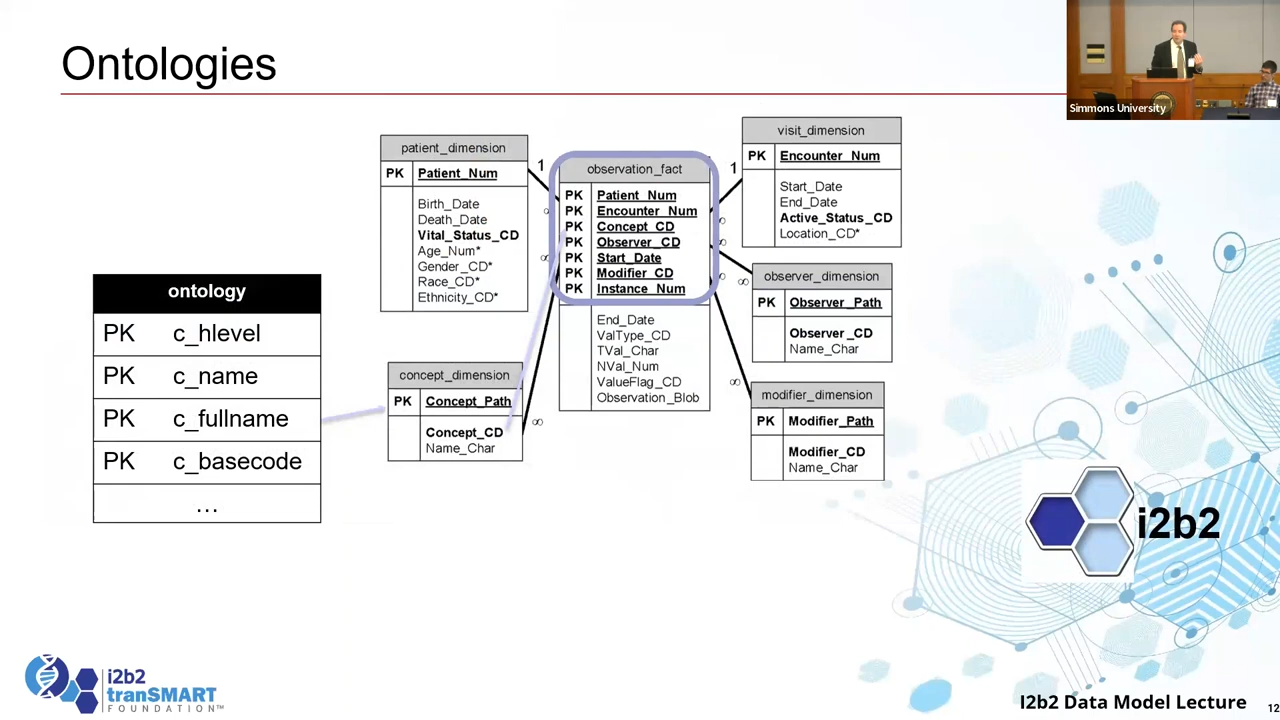 Ontologies
Simmons University
patient_dimension
PK Patient_Num
Birth_Date
Death_Date
Vital_Status_CD
Age_Num*
Gender_CD*
Race_CD*
Ethnicity_CD*
1
∞
∞
observation_fact
PK Patient_Num
PK Encounter_Num
PK Concept_CD
PK Observer_CD
PK Start_Date
PK Modifier_CD
PK Instance_Num
End_Date
ValType_CD
TVal_Char
NVal_Num
ValueFlag_CD
Observation_Blob
1
∞
∞
∞
∞
∞
visit_dimension
PK Encounter_Num
Start_Date
End_Date
Active_Status_CD
Location_CD*
observer_dimension
PK Observer_Path
Observer_CD
Name_Char
ontology
PK c_hlevel
PK c_name
PK c_fullname
PK c_basecode
...
concept_dimension
PK Concept_Path
Concept_CD
Name_Char
∞
modifier_dimension
PK Modifier_Path
Modifier_CD
Name_Char
i2b2
i2b2
tranSMART
FOUNDATION™
I2b2 Data Model Lecture
12